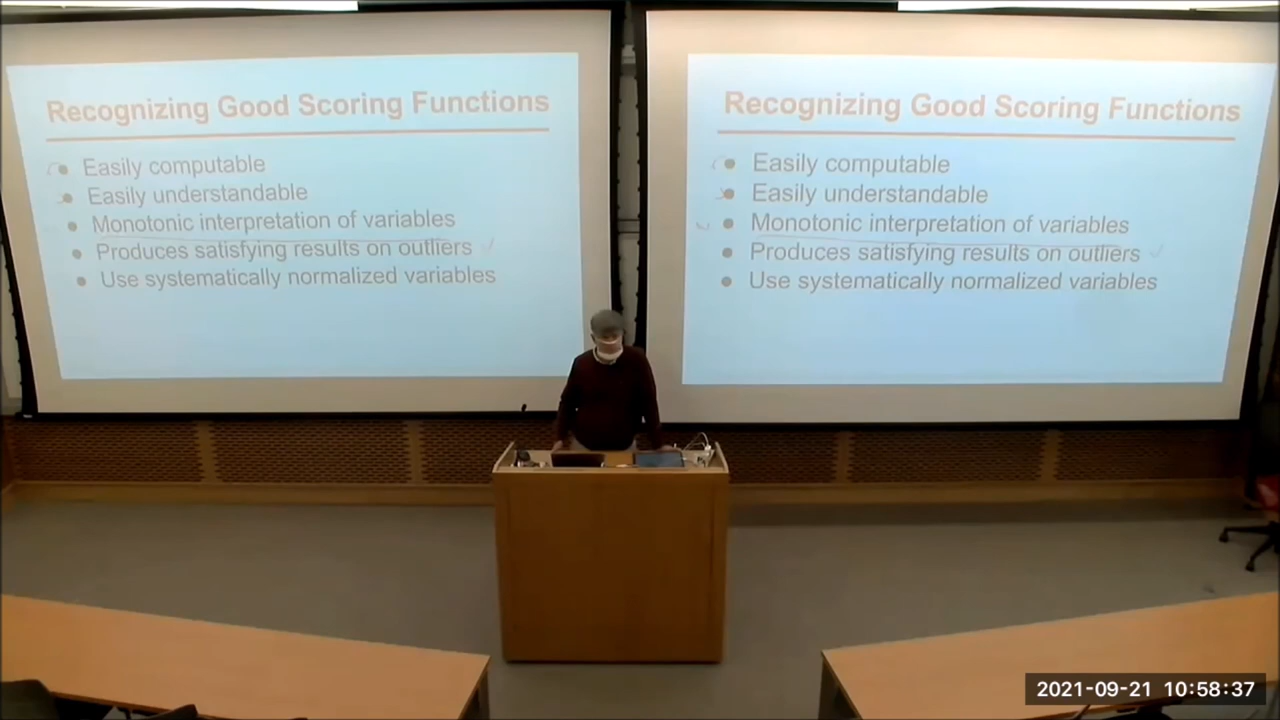 Recognizing Good Scoring Functions
Easily computable
Easily understandable
Monotonic interpretation of variables
Produces satisfying results on outliers
Use systematically normalized variables
Recognizing Good Scoring Functions
Easily computable
Easily understandable
Monotonic interpretation of variables
Produces satisfying results on outliers
Use systematically normalized variables
2021-09-21 10:58:37